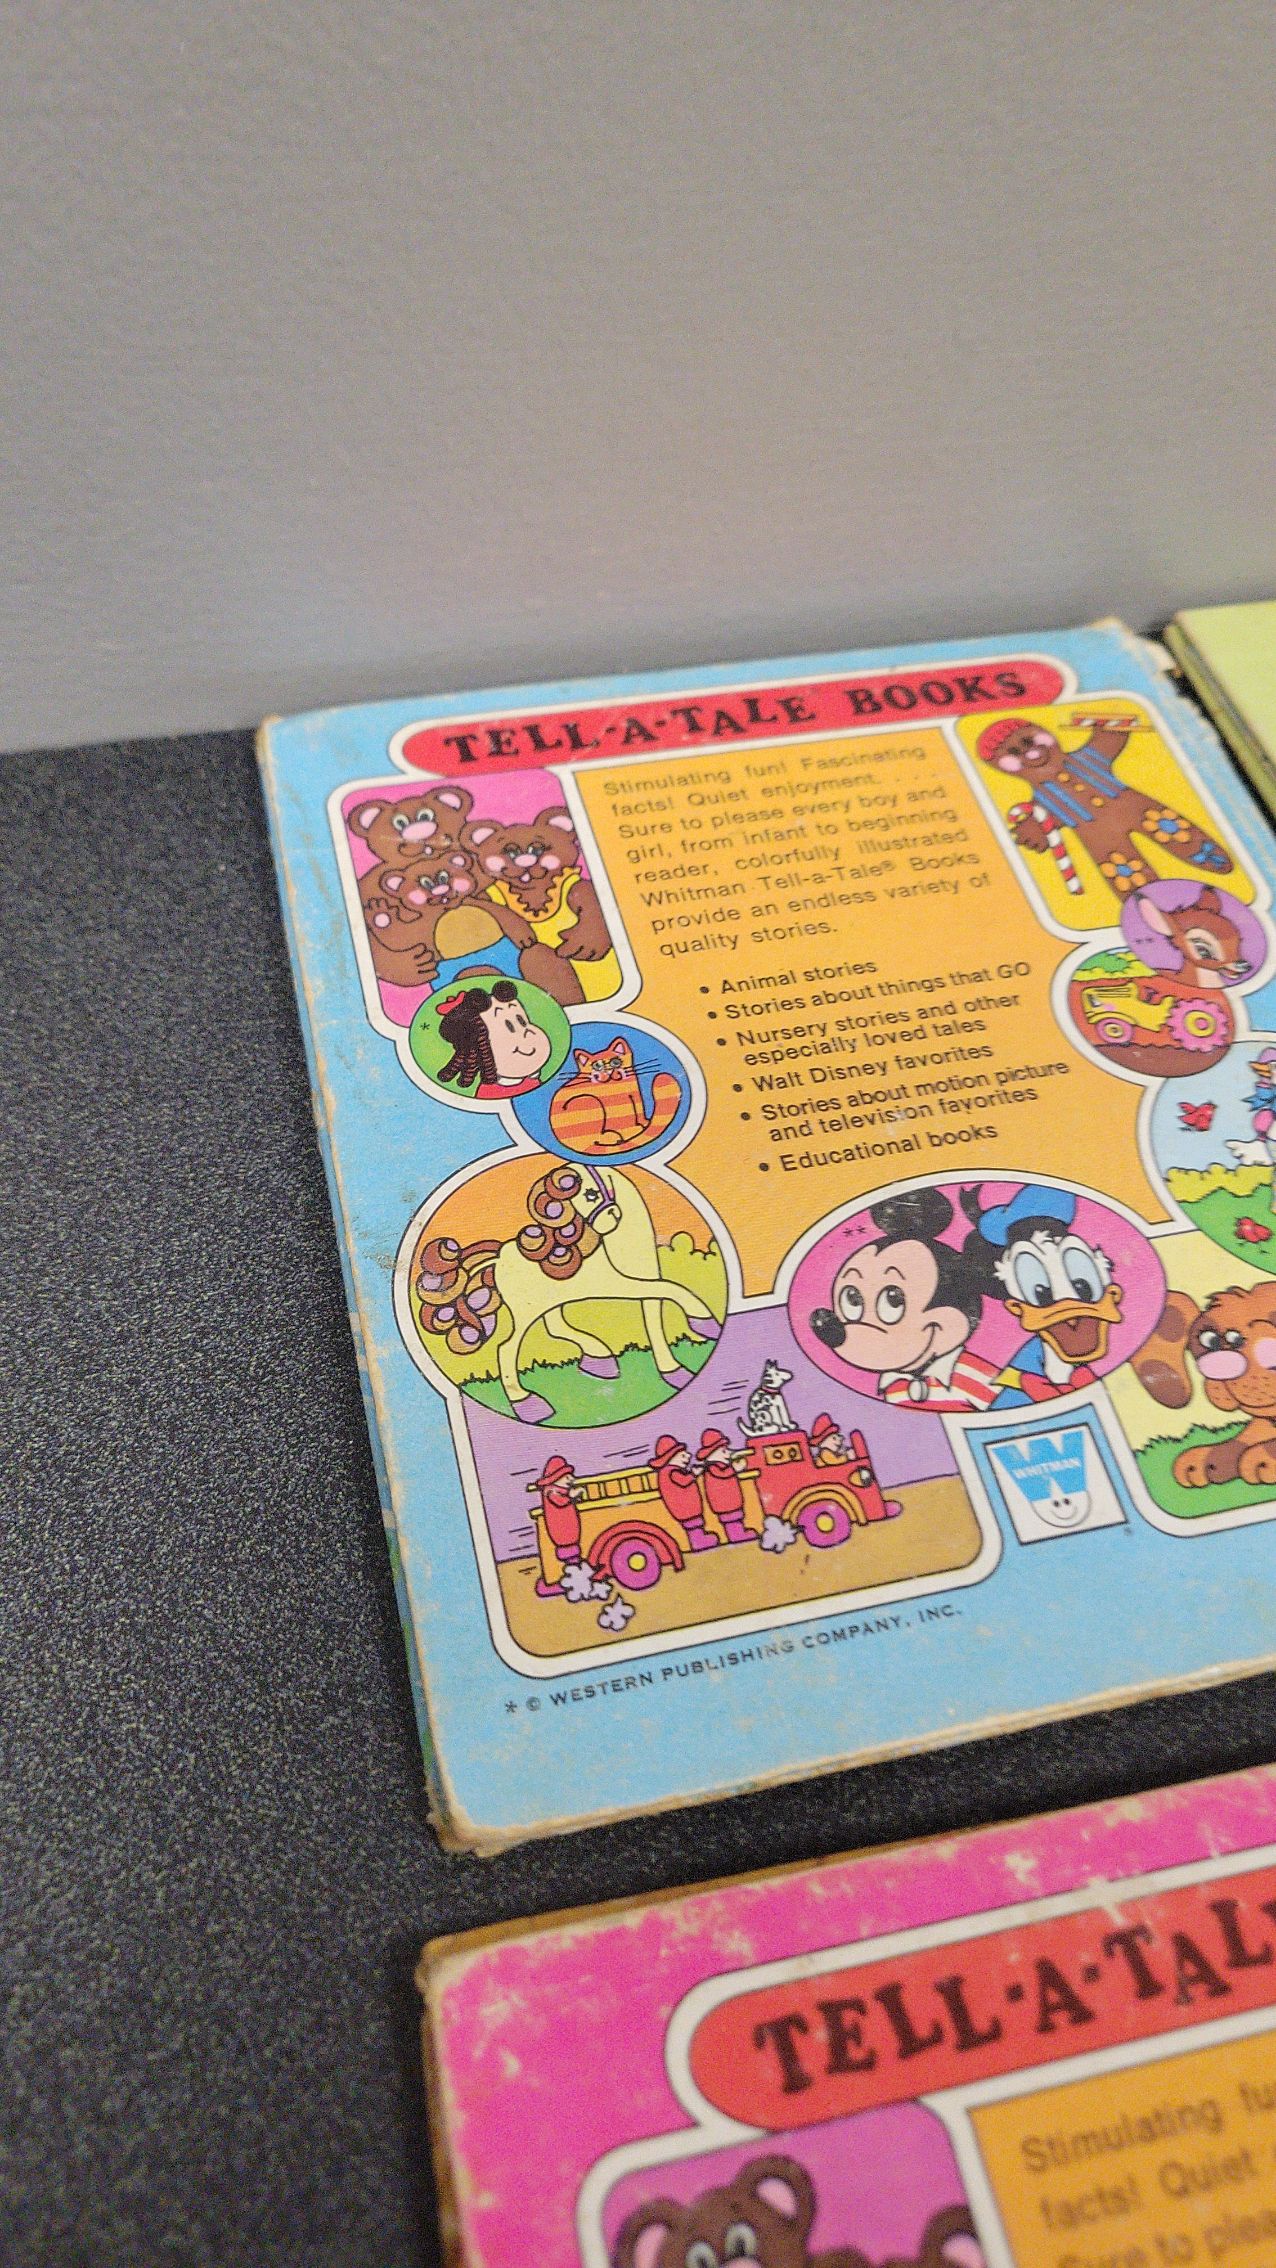 TELL-A-TALE BOOKS
Stimulating fun! Fascinating
facts! Quiet enjoyment. . . .
Sure to please every boy and
girl, from infant to beginning
reader, colorfully illustrated
Whitman Tell-a-Tale® Books
provide an endless variety of
quality stories.
• Animal stories
• Stories about things that GO
• Nursery stories and other
especially loved tales
• Walt Disney favorites
• Stories about motion picture
and television favorites
• Educational books
*
**
**
W
WHITMAN
* © WESTERN PUBLISHING COMPANY, INC.
TELL-A-TAL
Stimulating fu
facts! Quiet
Sure to plea